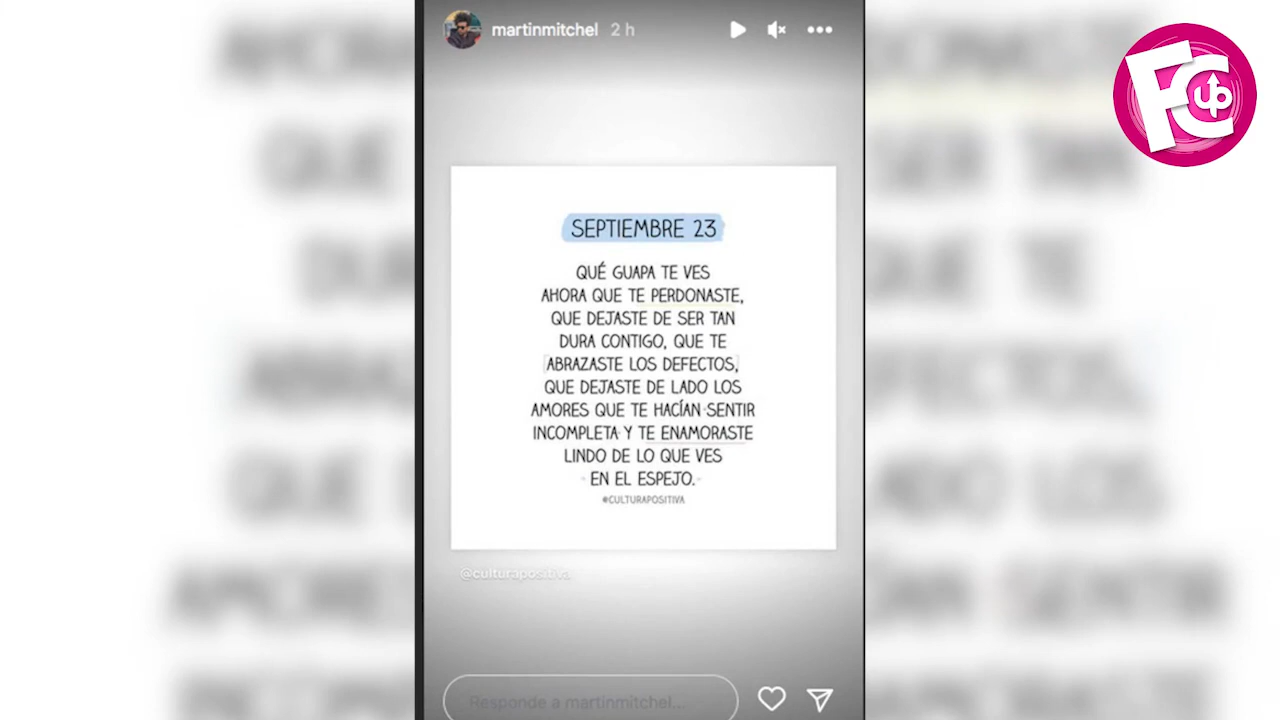 martinmitchel 2 h
FC up
SEPTIEMBRE 23
QUÉ GUAPA TE VES
AHORA QUE TE PERDONASTE,
QUE DEJASTE DE SER TAN
DURA CONTIGO, QUE TE
ABRAZASTE LOS DEFECTOS,
QUE DEJASTE DE LADO LOS
AMORES QUE TE HACÍAN SENTIR
INCOMPLETA Y TE ENAMORASTE
LINDO DE LO QUE VES
EN EL ESPEJO.
#CULTURAPOSITIVA
@culturapositiva
Responde a martinmitchel...